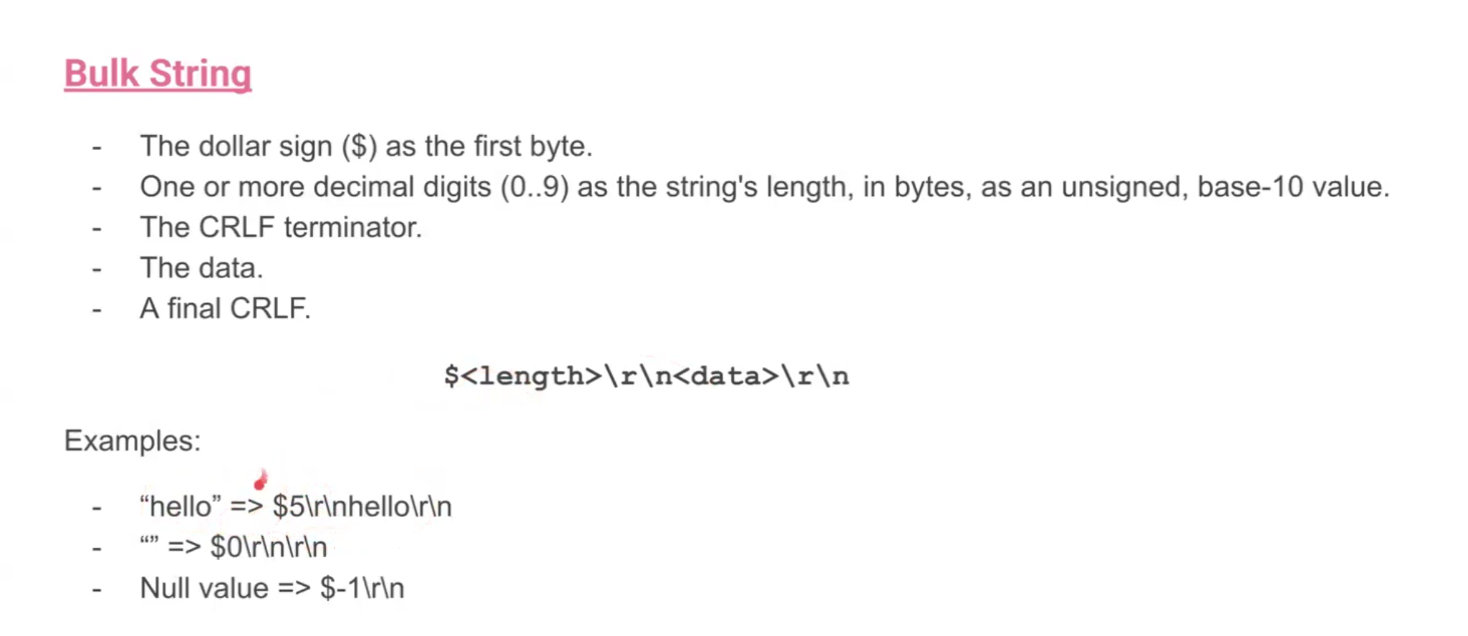 Bulk String
- The dollar sign ($) as the first byte.
- One or more decimal digits (0..9) as the string's length, in bytes, as an unsigned, base-10 value.
- The CRLF terminator.
- The data.
- A final CRLF.
$<length>\r\n<data>\r\n
Examples:
- “hello” => $5\r\nhello\r\n
- “” => $0\r\n\r\n
- Null value => $-1\r\n